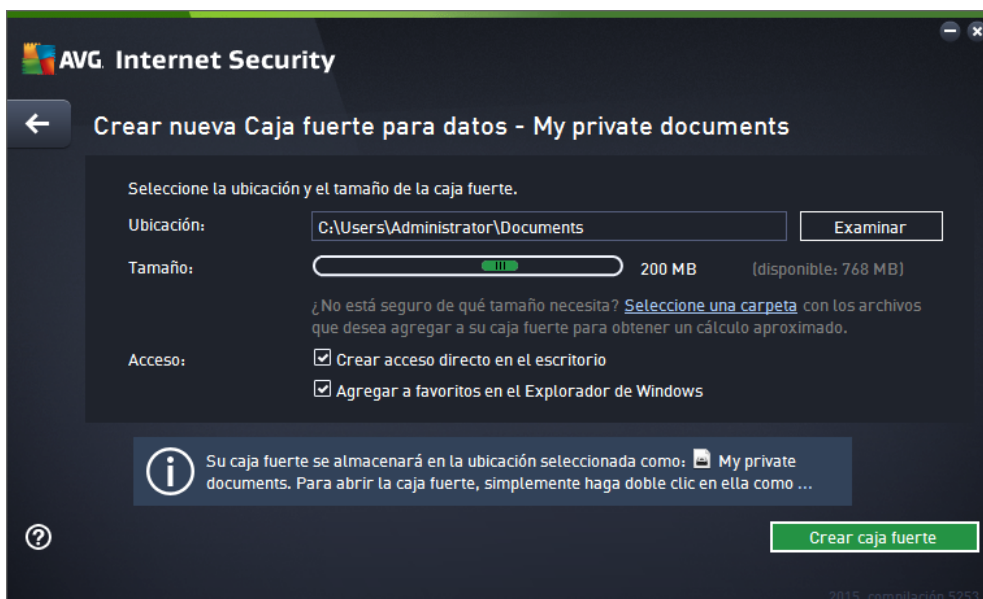 AVG. Internet Security
Crear nueva Caja fuerte para datos - My private documents
Seleccione la ubicación y el tamaño de la caja fuerte.
Ubicación: C:\Users\Administrator\Documents Examinar
Tamaño: 200 MB (disponible: 768 MB)
¿No está seguro de qué tamaño necesita? Seleccione una carpeta con los archivos
que desea agregar a su caja fuerte para obtener un cálculo aproximado.
Acceso: Crear acceso directo en el escritorio
Agregar a favoritos en el Explorador de Windows
Su caja fuerte se almacenará en la ubicación seleccionada como: My private
documents. Para abrir la caja fuerte, simplemente haga doble clic en ella como ...
Crear caja fuerte
2015, compilación 5253